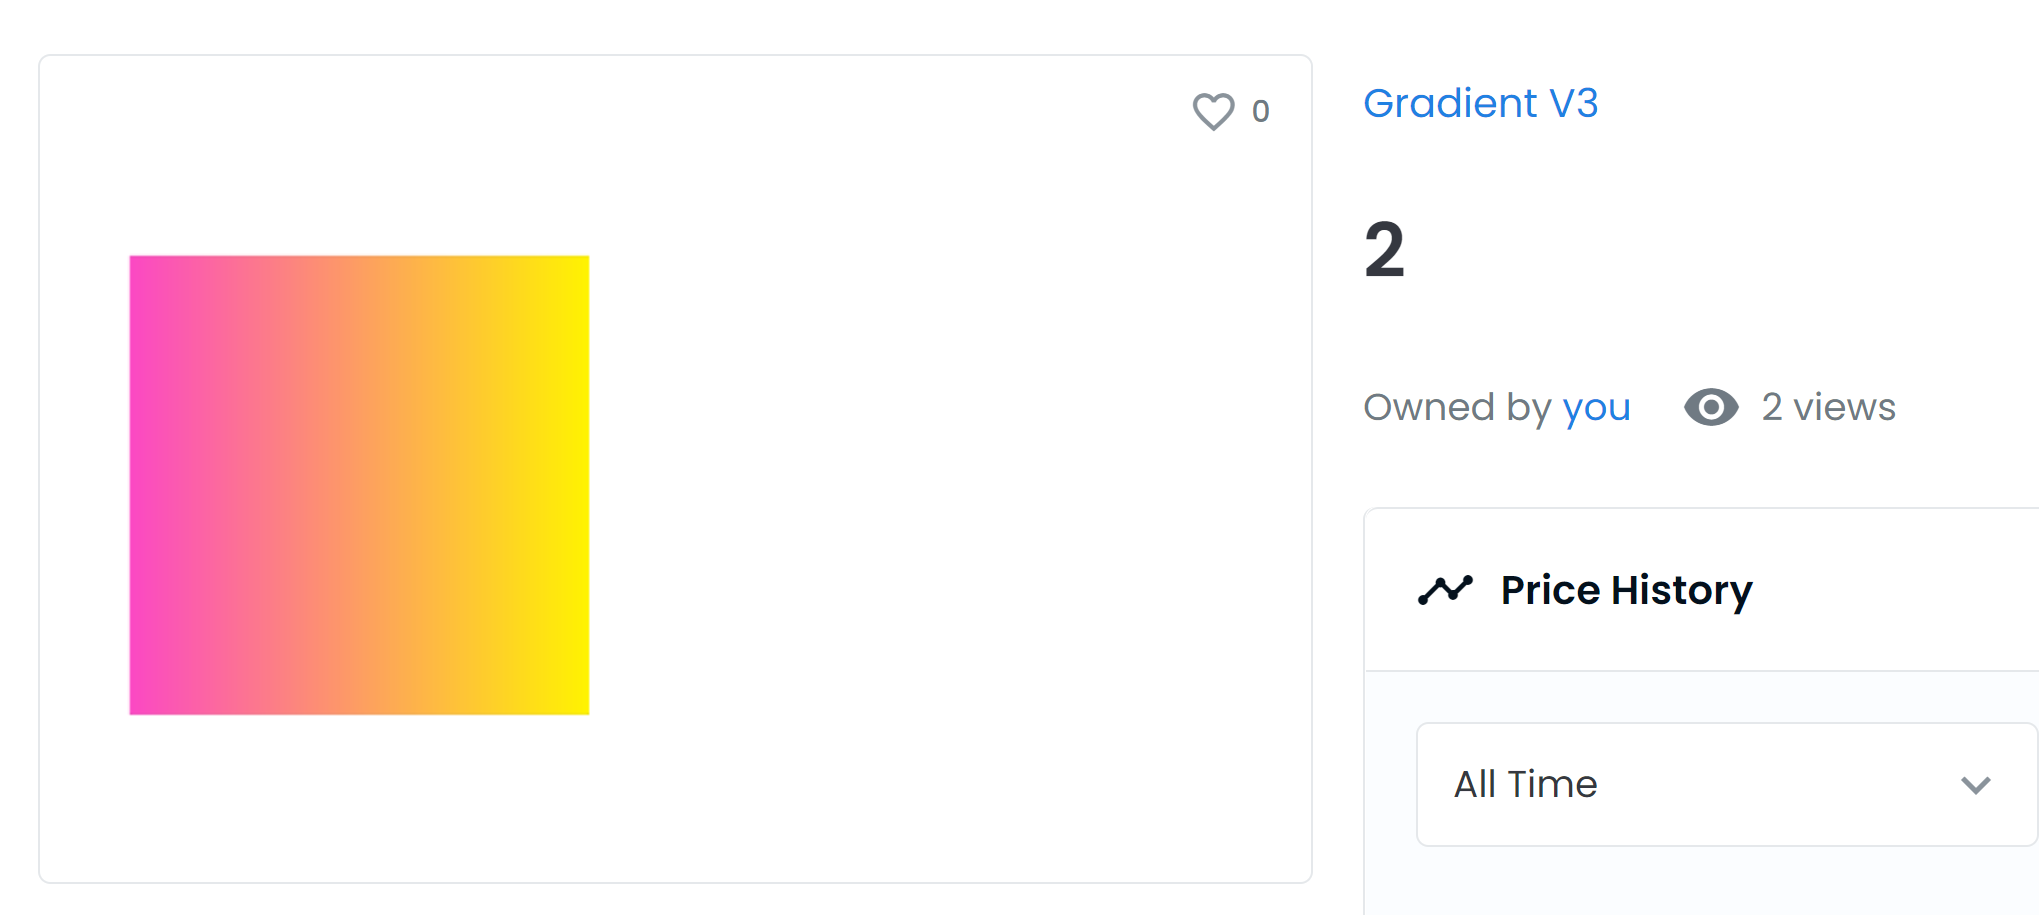 0
Gradient V3
2
Owned by you 2 views
Price History
All Time